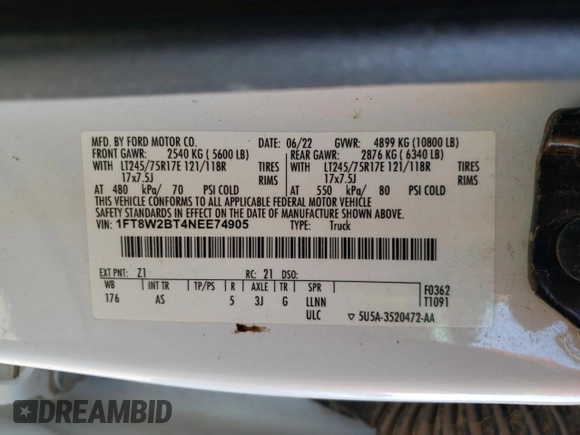 MFD. BY FORD MOTOR CO. DATE: 06/22 GVWR: 4899 KG (10800 LB)
FRONT GAWR: 2540 KG (5600 LB) REAR GAWR: 2876 KG (6340 LB)
WITH LT245/75R17E 121/118R TIRES WITH LT245/75R17E 121/118R TIRES
17x7.5J RIMS 17x7.5J RIMS
AT 480 kPa/ 70 PSI COLD AT 550 kPa/ 80 PSI COLD
THIS VEHICLE CONFORMS TO ALL APPLICABLE FEDERAL MOTOR VEHICLE
SAFETY STANDARDS IN EFFECT ON THE DATE OF MANUFACTURE SHOWN ABOVE.
VIN: 1FT8W2BT4NEE74905 TYPE: Truck
EXT PNT: Z1 RC: 21 DSO:
WB INT TR TP/PS R AXLE TR SPR F0362
176 AS 5 3J G LLNN T1091
ULC ▽ 5U5A-3520472-AA
DREAMBID